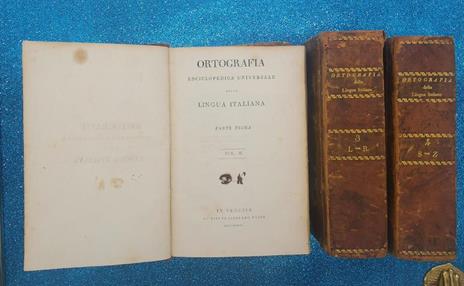 ORTOGRAFIA
ENCICLOPEDICA UNIVERSALE
DELLA
LINGUA ITALIANA
PARTE PRIMA
VOL. II.
IN VENEZIA
ORTOGRAFIA
della
Lingua Italiana
3
L-R
ORTOGRAFIA
della
Lingua Italiana
4
S-Z